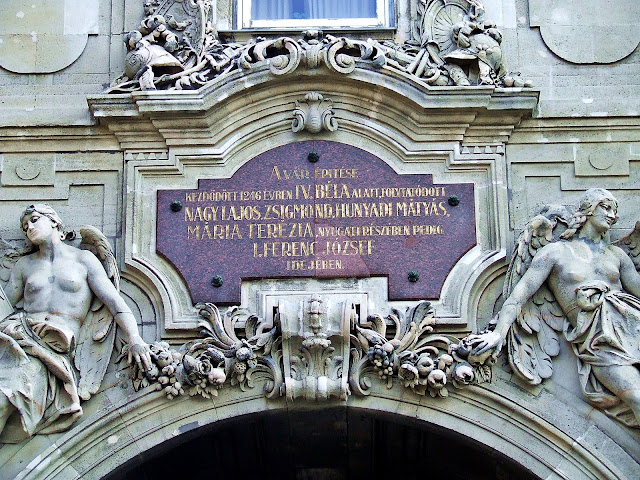 A VÁR ÉPITÉSE
KEZDŐDÖTT 1246 ÉVBEN IV. BÉLA ALATT, FOLYTATÓDOTT
NAGY LAJOS, ZSIGMOND, HUNYADI MÁTYÁS,
MÁRIA TERÉZIA, NYUGATI RÉSZÉBEN PEDIG
I. FERENC JÓZSEF
IDEJÉBEN.